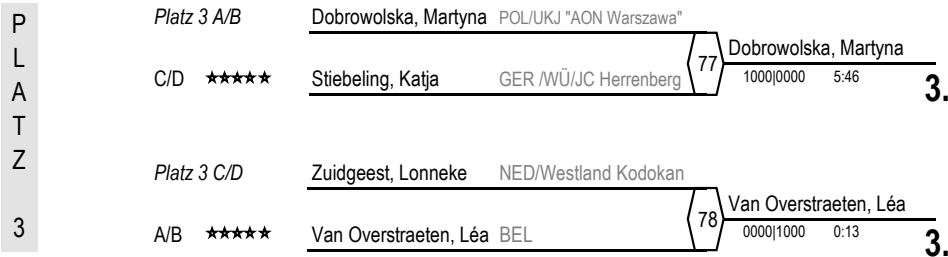 PLATZ 3
Platz 3 A/B Dobrowolska, Martyna POL/UKJ "AON Warszawa"
77 Dobrowolska, Martyna
C/D ★★★★★ Stiebeling, Katja GER /WÜ/JC Herrenberg 1000|0000 5:46 3.
Platz 3 C/D Zuidgeest, Lonneke NED/Westland Kodokan
78 Van Overstraeten, Léa
A/B ★★★★★ Van Overstraeten, Léa BEL 0000|1000 0:13 3.